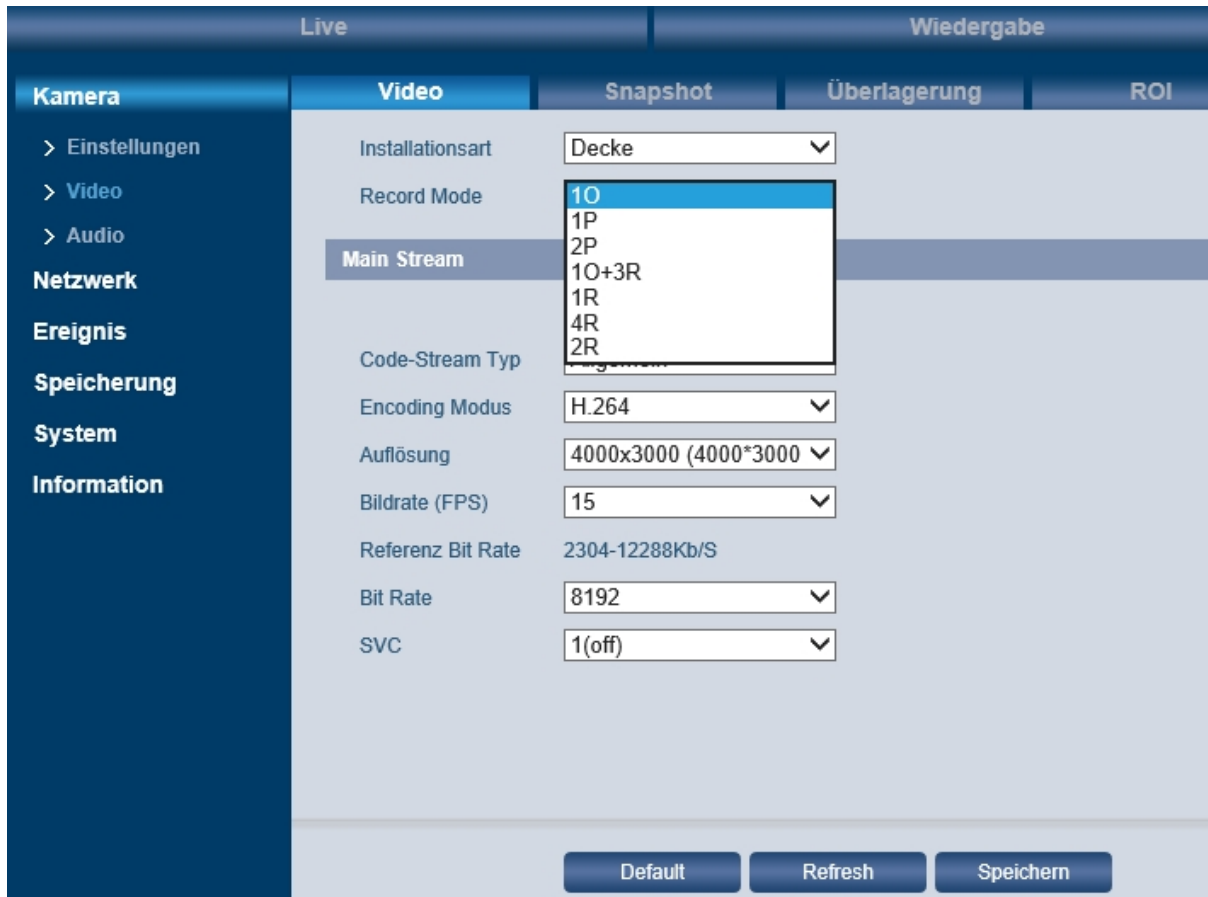 Live Wiedergabe
Kamera
> Einstellungen
> Video
> Audio
Netzwerk
Ereignis
Speicherung
System
Information
Video Snapshot Überlagerung ROI
Installationsart Decke
Record Mode 1O
1P
2P
1O+3R
1R
4R
2R
Main Stream
Code-Stream Typ
Encoding Modus H.264
Auflösung 4000x3000 (4000*3000
Bildrate (FPS) 15
Referenz Bit Rate 2304-12288Kb/S
Bit Rate 8192
SVC 1(off)
Default Refresh Speichern